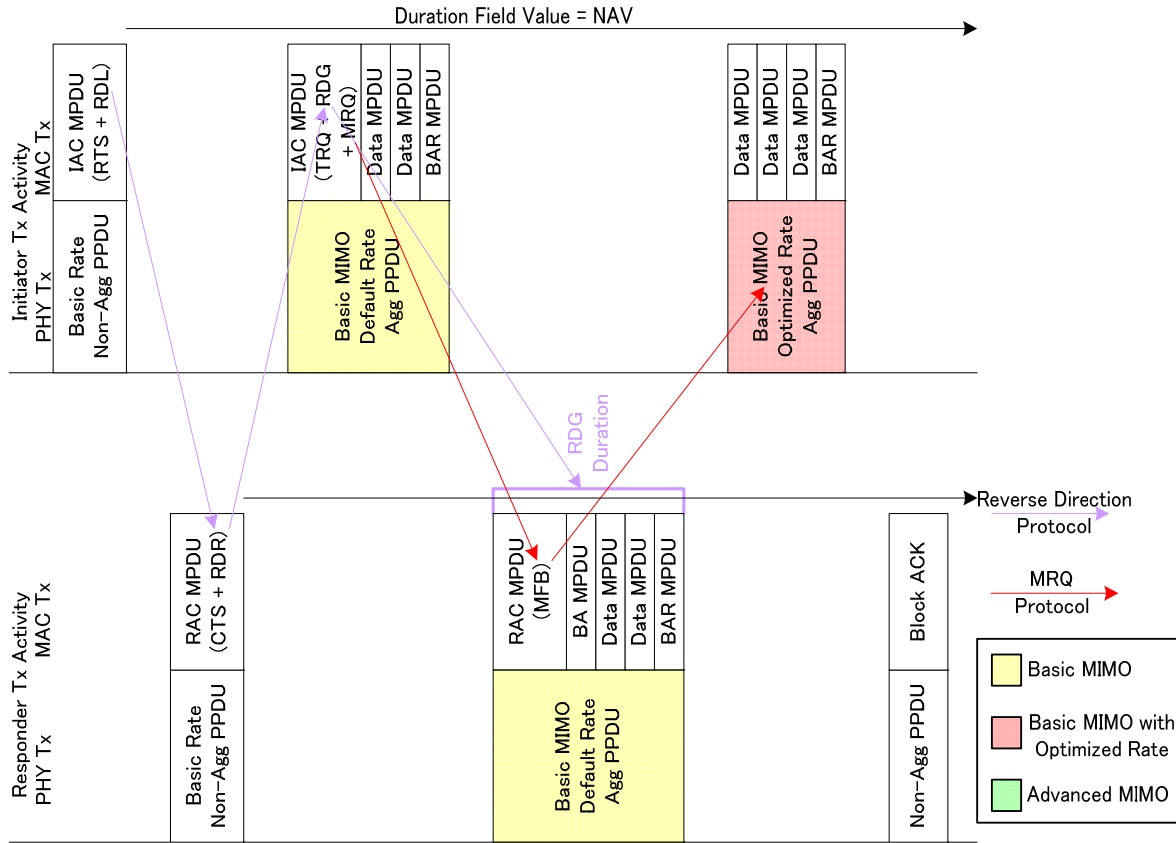 Duration Field Value = NAV
Initiator Tx Activity
MAC Tx
PHY Tx
IAC MPDU
(RTS + RDL)
Basic Rate
Non-Agg PPDU
IAC MPDU
(TRQ + RDG
+ MRQ)
Data MPDU
Data MPDU
BAR MPDU
Basic MIMO
Default Rate
Agg PPDU
Data MPDU
Data MPDU
Data MPDU
BAR MPDU
Basic MIMO
Optimized Rate
Agg PPDU
RDG
Duration
Responder Tx Activity
MAC Tx
PHY Tx
RAC MPDU
(CTS + RDR)
Basic Rate
Non-Agg PPDU
RAC MPDU
(MFB)
BA MPDU
Data MPDU
Data MPDU
BAR MPDU
Basic MIMO
Default Rate
Agg PPDU
Block ACK
Non-Agg PPDU
Reverse Direction
Protocol
MRQ
Protocol
Basic MIMO
Basic MIMO with
Optimized Rate
Advanced MIMO